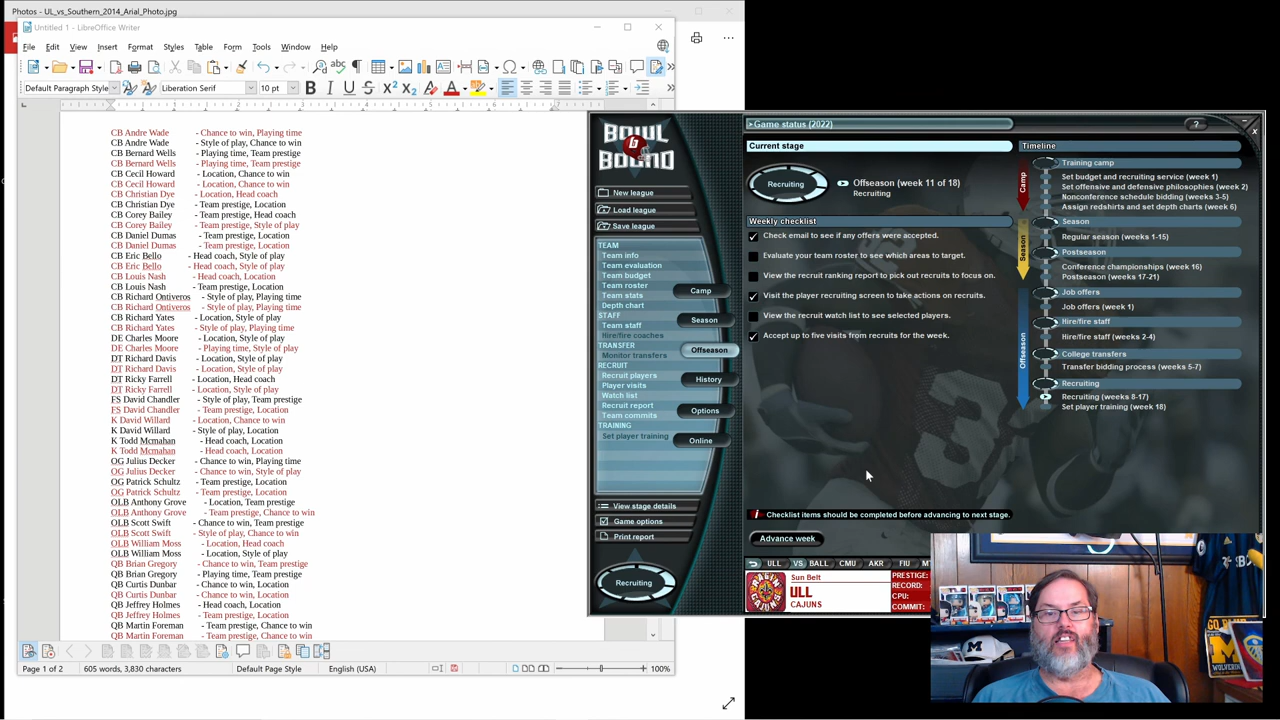 Photos - UL_vs_Southern_2014_Arial_Photo.jpg
Untitled 1 - LibreOffice Writer
File Edit View Insert Format Styles Table Form Tools Window Help
Default Paragraph Style Liberation Serif 10 pt
CB Andre Wade - Chance to win, Playing time
CB Andre Wade - Style of play, Chance to win
CB Bernard Wells - Playing time, Team prestige
CB Bernard Wells - Playing time, Team prestige
CB Cecil Howard - Location, Chance to win
CB Cecil Howard - Location, Chance to win
CB Christian Dye - Location, Head coach
CB Christian Dye - Team prestige, Location
CB Corey Bailey - Team prestige, Head coach
CB Corey Bailey - Team prestige, Style of play
CB Daniel Dumas - Team prestige, Location
CB Daniel Dumas - Team prestige, Location
CB Eric Bello - Head coach, Style of play
CB Eric Bello - Head coach, Style of play
CB Louis Nash - Head coach, Location
CB Louis Nash - Team prestige, Location
CB Richard Ontiveros - Style of play, Playing time
CB Richard Ontiveros - Style of play, Playing time
CB Richard Yates - Location, Style of play
CB Richard Yates - Style of play, Playing time
DE Charles Moore - Location, Style of play
DE Charles Moore - Playing time, Style of play
DT Richard Davis - Location, Style of play
DT Richard Davis - Location, Style of play
DT Ricky Farrell - Location, Head coach
DT Ricky Farrell - Location, Style of play
FS David Chandler - Style of play, Team prestige
FS David Chandler - Team prestige, Location
K David Willard - Location, Chance to win
K David Willard - Style of play, Location
K Todd Mcmahan - Head coach, Location
K Todd Mcmahan - Head coach, Location
OG Julius Decker - Chance to win, Playing time
OG Julius Decker - Chance to win, Style of play
OG Patrick Schultz - Team prestige, Location
OG Patrick Schultz - Team prestige, Location
OLB Anthony Grove - Location, Team prestige
OLB Anthony Grove - Team prestige, Chance to win
OLB Scott Swift - Chance to win, Team prestige
OLB Scott Swift - Style of play, Chance to win
OLB William Moss - Location, Head coach
OLB William Moss - Location, Style of play
QB Brian Gregory - Chance to win, Team prestige
QB Brian Gregory - Playing time, Team prestige
QB Curtis Dunbar - Chance to win, Location
QB Curtis Dunbar - Chance to win, Location
QB Jeffrey Holmes - Head coach, Location
QB Jeffrey Holmes - Team prestige, Location
QB Martin Foreman - Team prestige, Chance to win
QB Martin Foreman - Team prestige, Chance to win
Page 1 of 2 605 words, 3,830 characters Default Page Style English (USA) 100%
BOWL
BOUND
New league
Load league
Save league
TEAM
Team info
Team evaluation
Team budget
Team roster
Team stats
Depth chart
STAFF
Team staff
Hire/fire coaches
TRANSFER
Monitor transfers
RECRUIT
Recruit players
Player visits
Watch list
Recruit report
Team commits
TRAINING
Set player training
Camp
Season
Offseason
History
Options
Online
View stage details
Game options
Print report
Recruiting
Game status (2022)
Current stage
Recruiting
Offseason (week 11 of 18)
Recruiting
Weekly checklist
Check email to see if any offers were accepted.
Evaluate your team roster to see which areas to target.
View the recruit ranking report to pick out recruits to focus on.
Visit the player recruiting screen to take actions on recruits.
View the recruit watch list to see selected players.
Accept up to five visits from recruits for the week.
Checklist items should be completed before advancing to next stage.
Advance week
Timeline
Camp
Training camp
Set budget and recruiting service (week 1)
Set offensive and defensive philosophies (week 2)
Nonconference schedule bidding (weeks 3-5)
Assign redshirts and set depth charts (week 6)
Season
Season
Regular season (weeks 1-15)
Postseason
Conference championships (week 16)
Postseason (weeks 17-21)
Offseason
Job offers
Job offers (week 1)
Hire/fire staff
Hire/fire staff (weeks 2-4)
College transfers
Transfer bidding process (weeks 5-7)
Recruiting
Recruiting (weeks 8-17)
Set player training (week 18)
ULL VS BALL CMU AKR FIU
Sun Belt
ULL
CAJUNS
PRESTIGE:
RECORD:
CPU:
COMMIT: